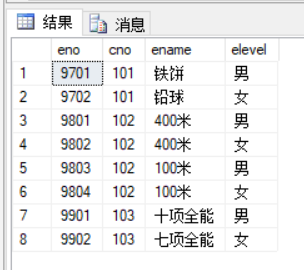 结果 消息
eno cno ename elevel
1 9701 101 铁饼 男
2 9702 101 铅球 女
3 9801 102 400米 男
4 9802 102 400米 女
5 9803 102 100米 男
6 9804 102 100米 女
7 9901 103 十项全能 男
8 9902 103 七项全能 女